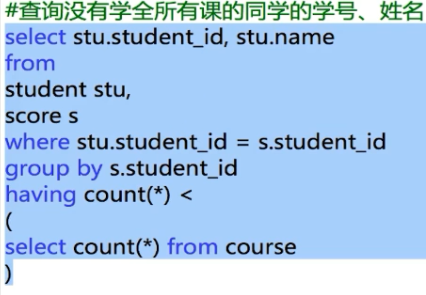 #查询没有学全所有课的同学的学号、姓名
select stu.student_id, stu.name
from
student stu,
score s
where stu.student_id = s.student_id
group by s.student_id
having count(*) <
(
select count(*) from course
)